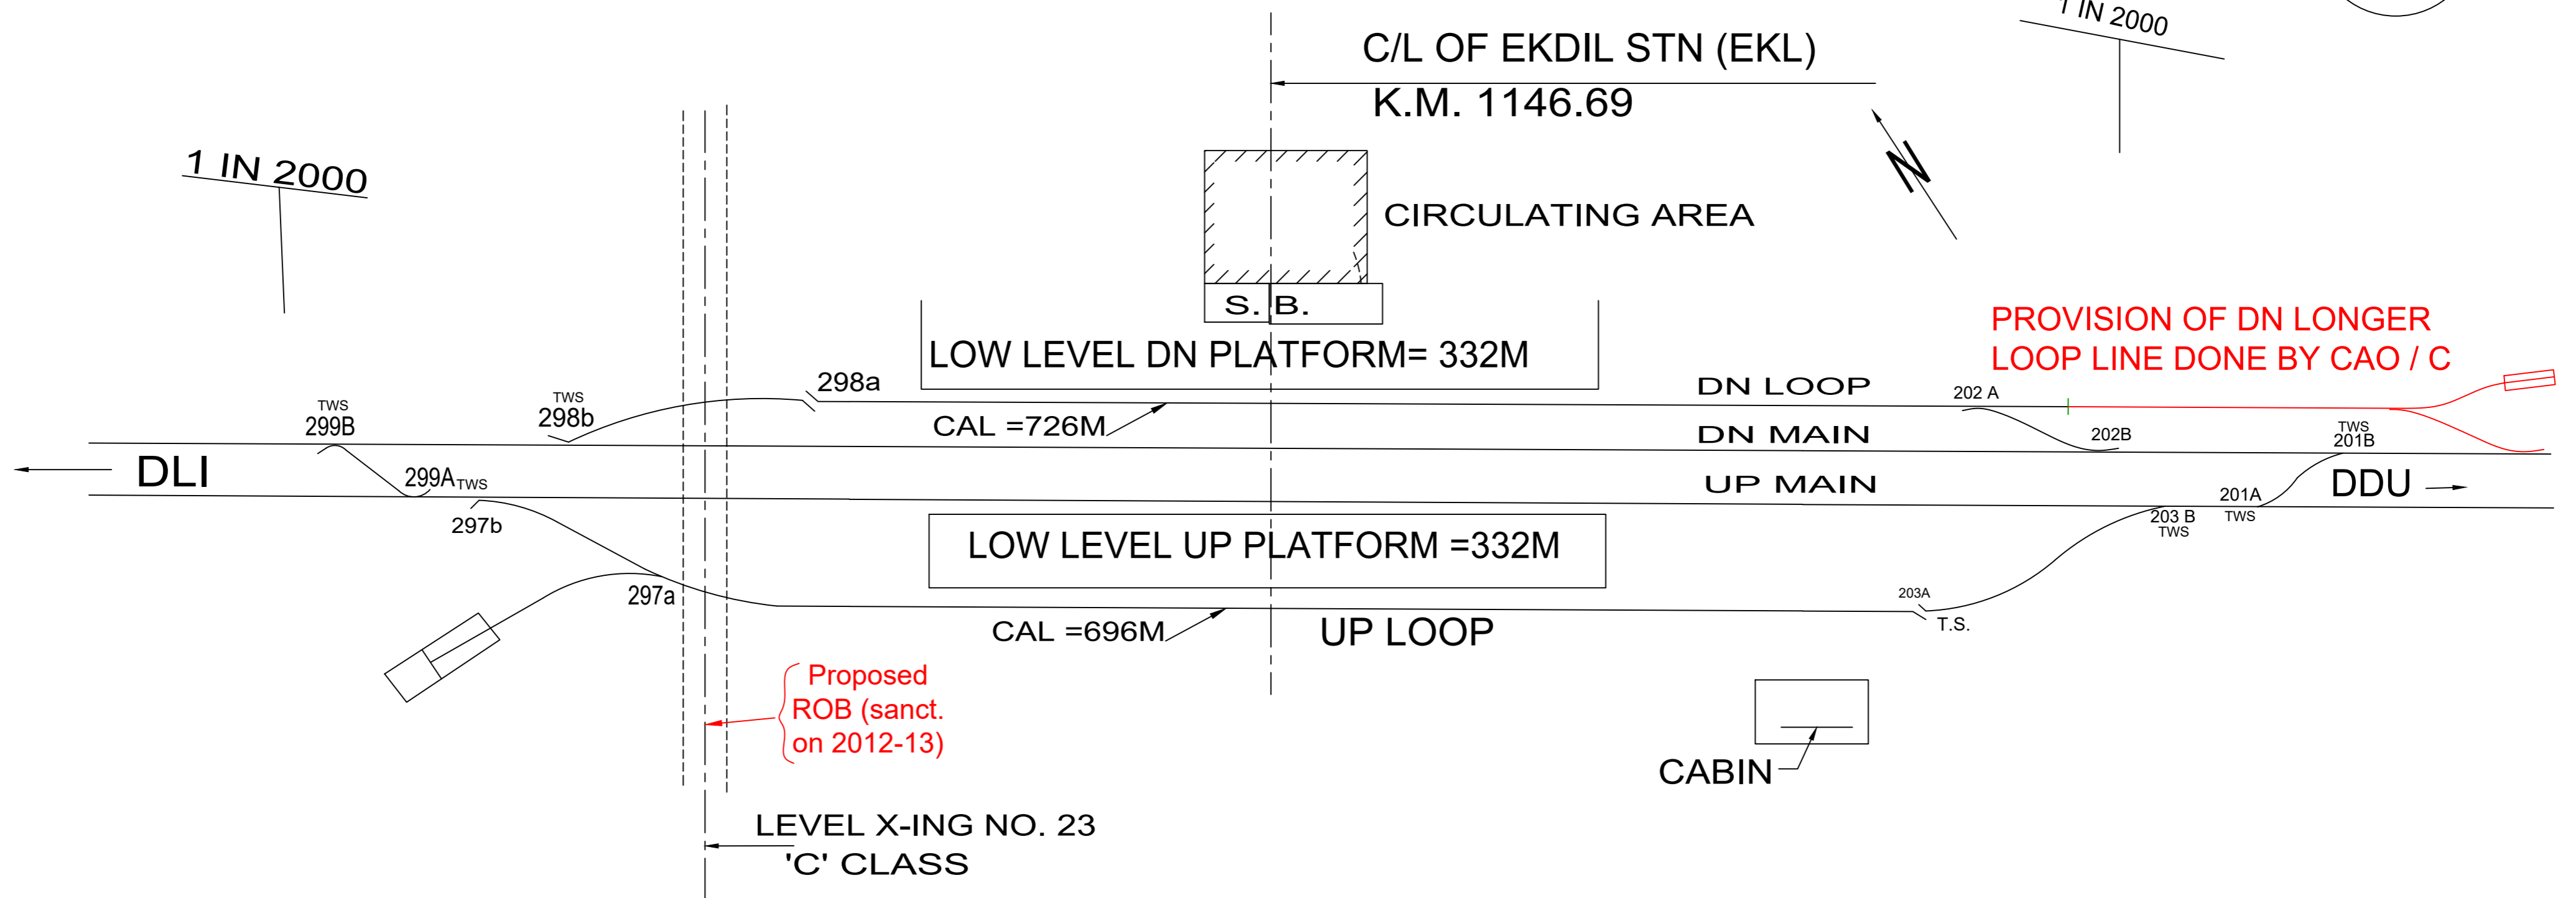 1 IN 2000
C/L OF EKDIL STN (EKL)
K.M. 1146.69
N
1 IN 2000
CIRCULATING AREA
S. B.
LOW LEVEL DN PLATFORM= 332M
PROVISION OF DN LONGER
LOOP LINE DONE BY CAO / C
298a
TWS
298b
TWS
299B
CAL =726M
DN LOOP
202 A
DN MAIN
202B
TWS
201B
DLI
299A TWS
UP MAIN
201A
TWS
DDU
297b
203 B
TWS
LOW LEVEL UP PLATFORM =332M
297a
203A
T.S.
CAL =696M
UP LOOP
Proposed
ROB (sanct.
on 2012-13)
CABIN
LEVEL X-ING NO. 23
'C' CLASS